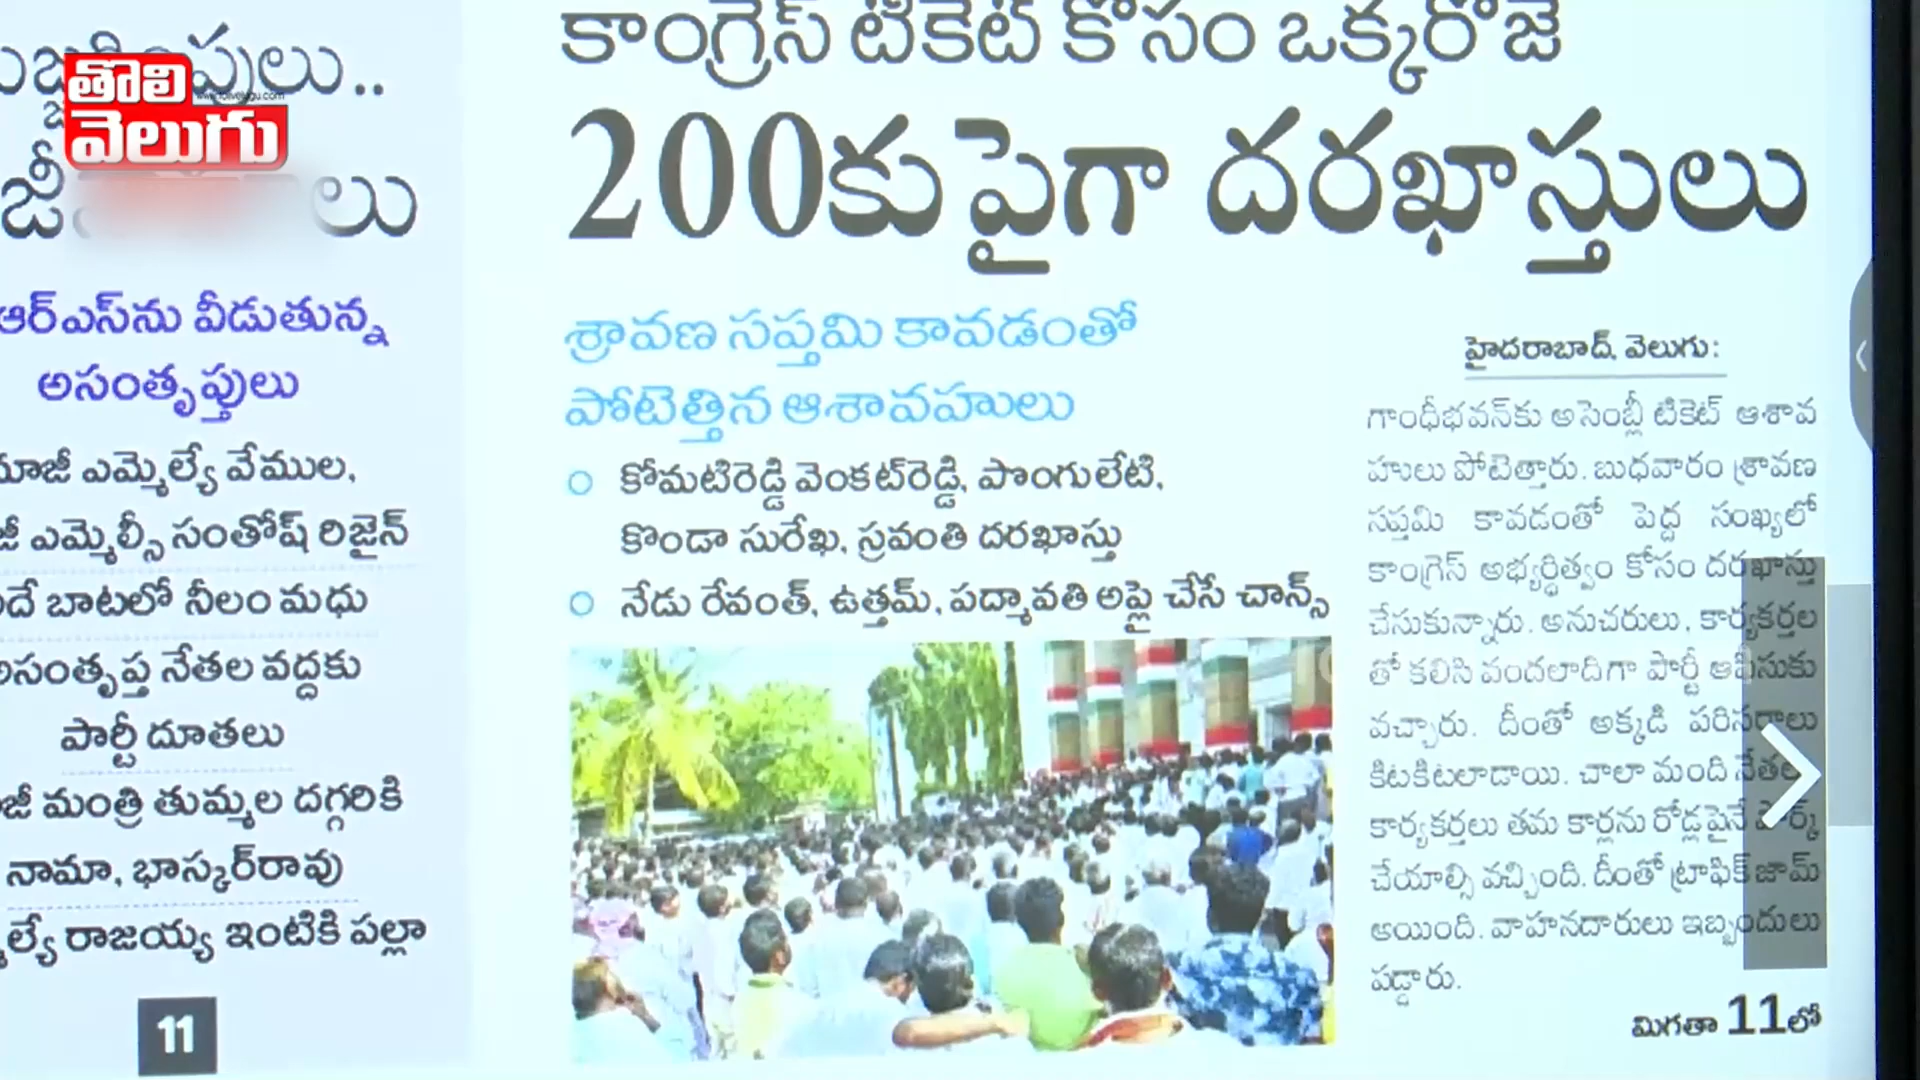 తొలి
వెలుగు
www.tolivelugu.com
ఆర్ఎస్‌ను వీడుతున్న
అసంతృప్తులు
మాజీ ఎమ్మెల్యే వేముల,
ఎమ్మెల్సీ సంతోష్ రిజైన్
బాటలో నీలం మధు
అసంతృప్త నేతల వద్దకు
పార్టీ దూతలు
మంత్రి తుమ్మల దగ్గరికి
నామా, భాస్కర్‌రావు
రాజయ్య ఇంటికి పల్లా
11
కాంగ్రెస్ టికెట్ కోసం ఒక్కరోజే
200కు పైగా దరఖాస్తులు
శ్రావణ సప్తమి కావడంతో
పోటెత్తిన ఆశావహులు
కోమటిరెడ్డి వెంకట్‌రెడ్డి, పొంగులేటి,
కొండా సురేఖ, స్రవంతి దరఖాస్తు
నేడు రేవంత్, ఉత్తమ్, పద్మావతి అప్లై చేసే చాన్స్
హైదరాబాద్, వెలుగు:
గాంధీభవన్‌కు అసెంబ్లీ టికెట్ ఆశావ
హులు పోటెత్తారు. బుధవారం శ్రావణ
సప్తమి కావడంతో పెద్ద సంఖ్యలో
కాంగ్రెస్ అభ్యర్థిత్వం కోసం దరఖాస్తు
చేసుకున్నారు. అనుచరులు, కార్యకర్తల
తో కలిసి వందలాదిగా పార్టీ ఆఫీసుకు
వచ్చారు. దీంతో అక్కడి పరిసరాలు
కిటకిటలాడాయి. చాలా మంది నేతల
కార్యకర్తలు తమ కార్లను రోడ్లపైనే పార్క్
చేయాల్సి వచ్చింది. దీంతో ట్రాఫిక్ జామ్
అయింది. వాహనదారులు ఇబ్బందులు
పడ్డారు.
మిగతా 11లో